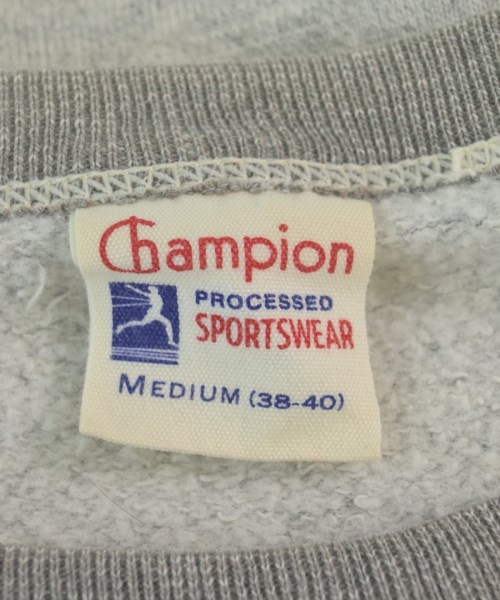 Champion
PROCESSED
SPORTSWEAR
MEDIUM (38-40)